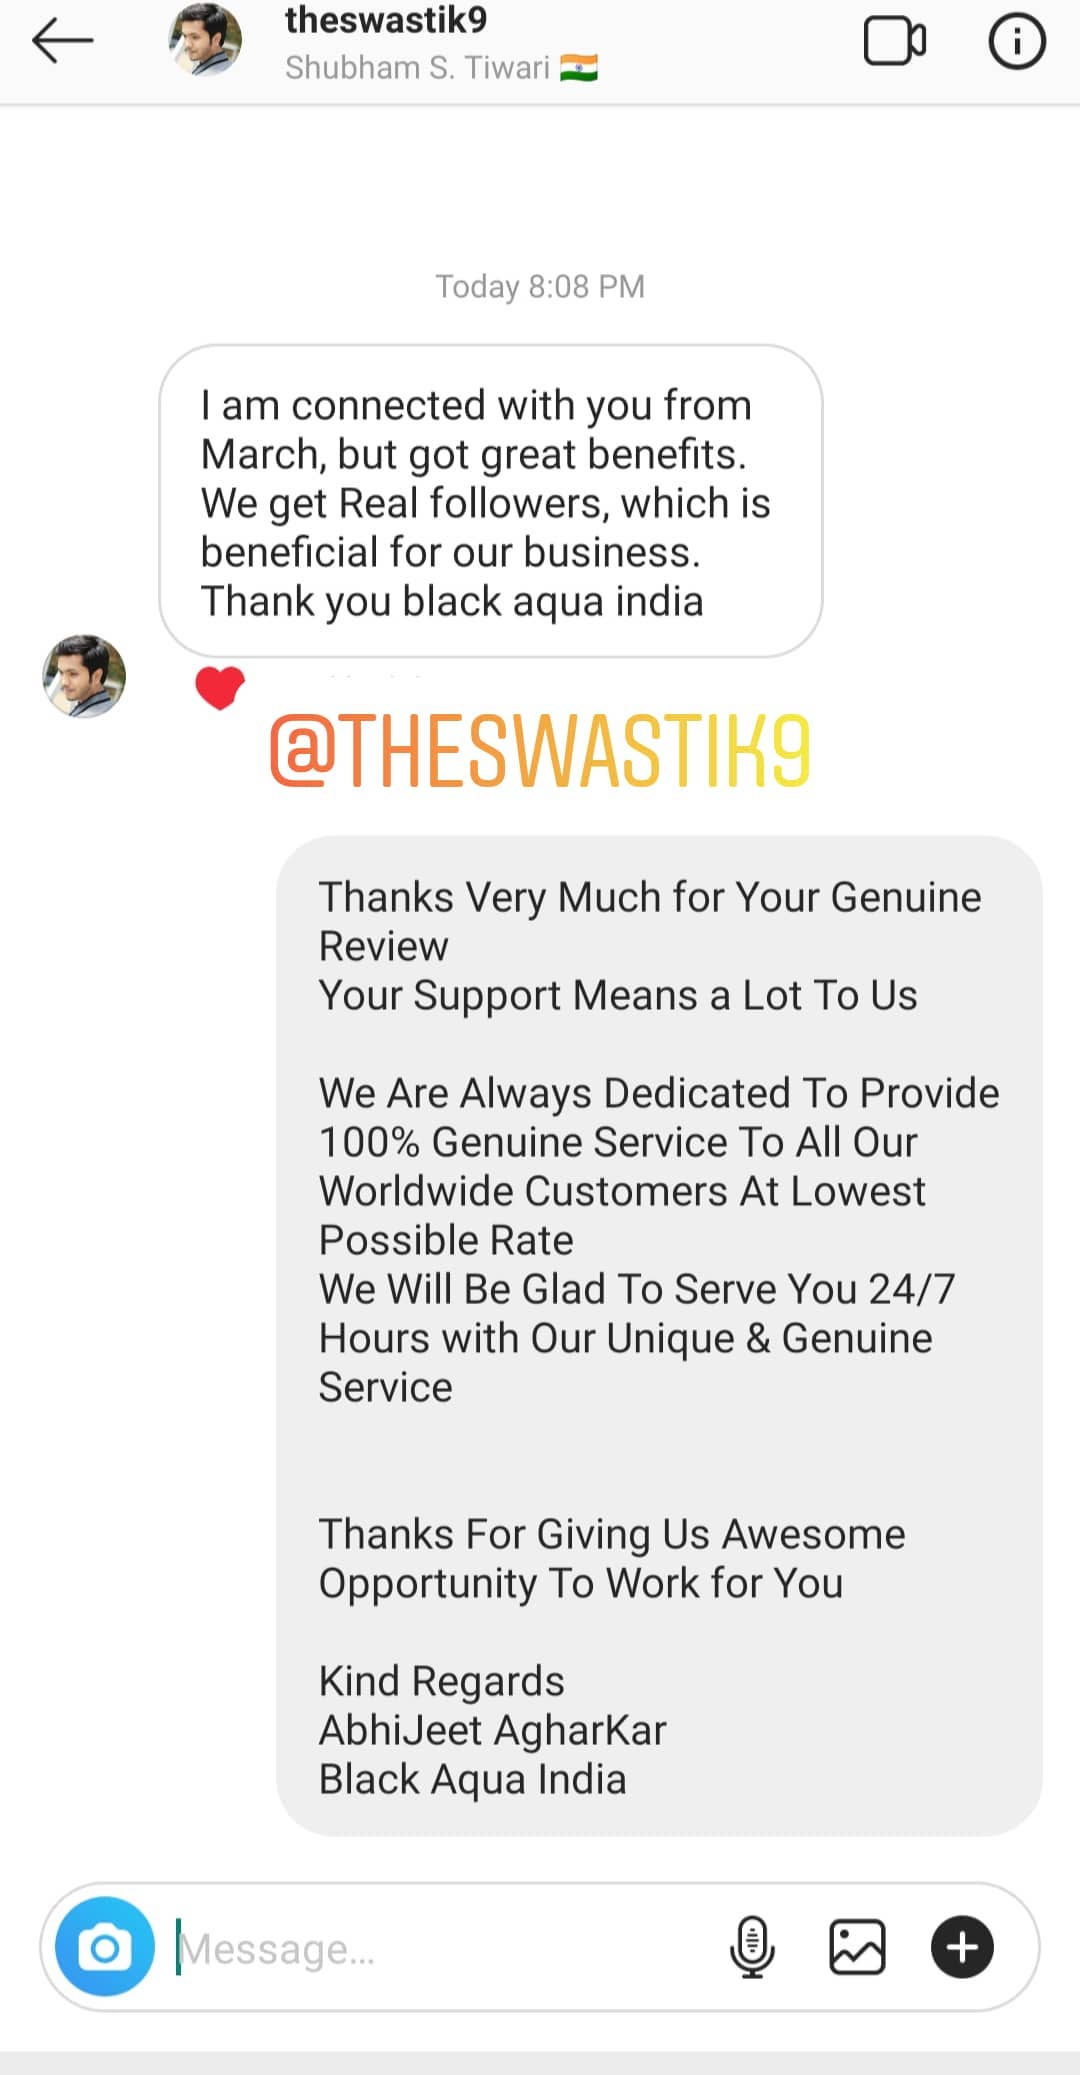 theswastik9
Shubham S. Tiwari
Today 8:08 PM
I am connected with you from
March, but got great benefits.
We get Real followers, which is
beneficial for our business.
Thank you black aqua india
@THESWASTIK9
Thanks Very Much for Your Genuine
Review
Your Support Means a Lot To Us
We Are Always Dedicated To Provide
100% Genuine Service To All Our
Worldwide Customers At Lowest
Possible Rate
We Will Be Glad To Serve You 24/7
Hours with Our Unique & Genuine
Service
Thanks For Giving Us Awesome
Opportunity To Work for You
Kind Regards
AbhiJeet AgharKar
Black Aqua India
Message...